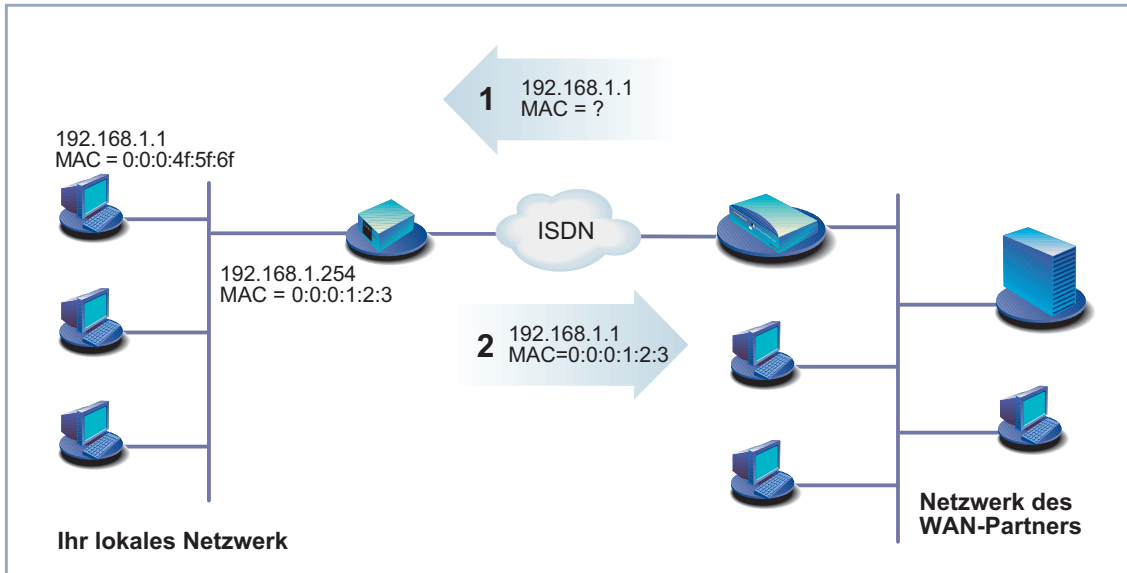 1
192.168.1.1
MAC = ?
192.168.1.1
MAC = 0:0:0:4f:5f:6f
ISDN
192.168.1.254
MAC = 0:0:0:1:2:3
2
192.168.1.1
MAC=0:0:0:1:2:3
Ihr lokales Netzwerk
Netzwerk des
WAN-Partners